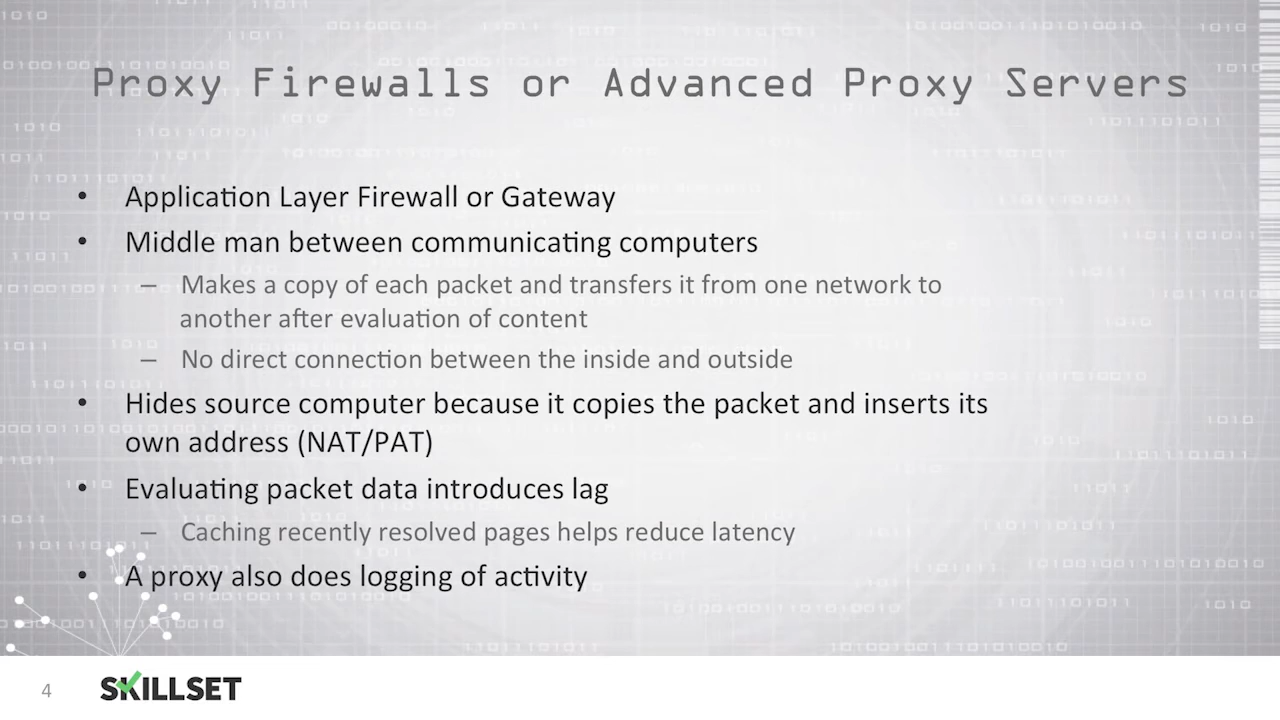 Proxy Firewalls or Advanced Proxy Servers
• Application Layer Firewall or Gateway
• Middle man between communicating computers
– Makes a copy of each packet and transfers it from one network to
another after evaluation of content
– No direct connection between the inside and outside
• Hides source computer because it copies the packet and inserts its
own address (NAT/PAT)
• Evaluating packet data introduces lag
– Caching recently resolved pages helps reduce latency
• A proxy also does logging of activity
4
SKILLSET